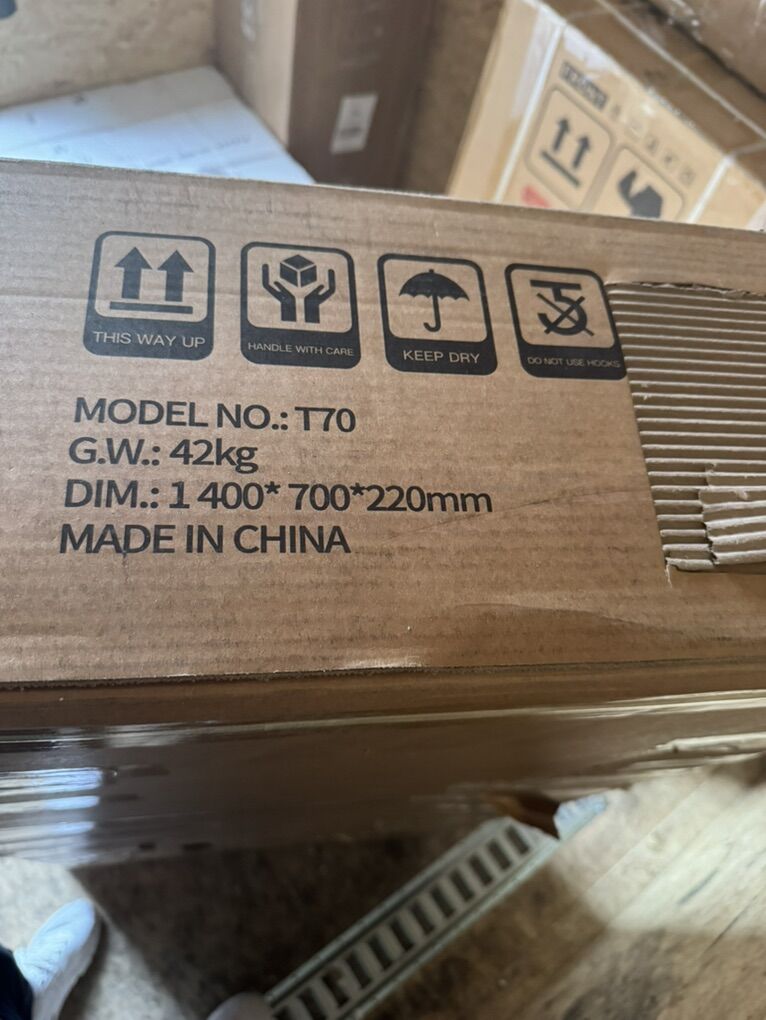 THIS WAY UP
HANDLE WITH CARE
KEEP DRY
DO NOT USE HOOKS
MODEL NO.: T70
G.W.: 42kg
DIM.: 1 400* 700*220mm
MADE IN CHINA